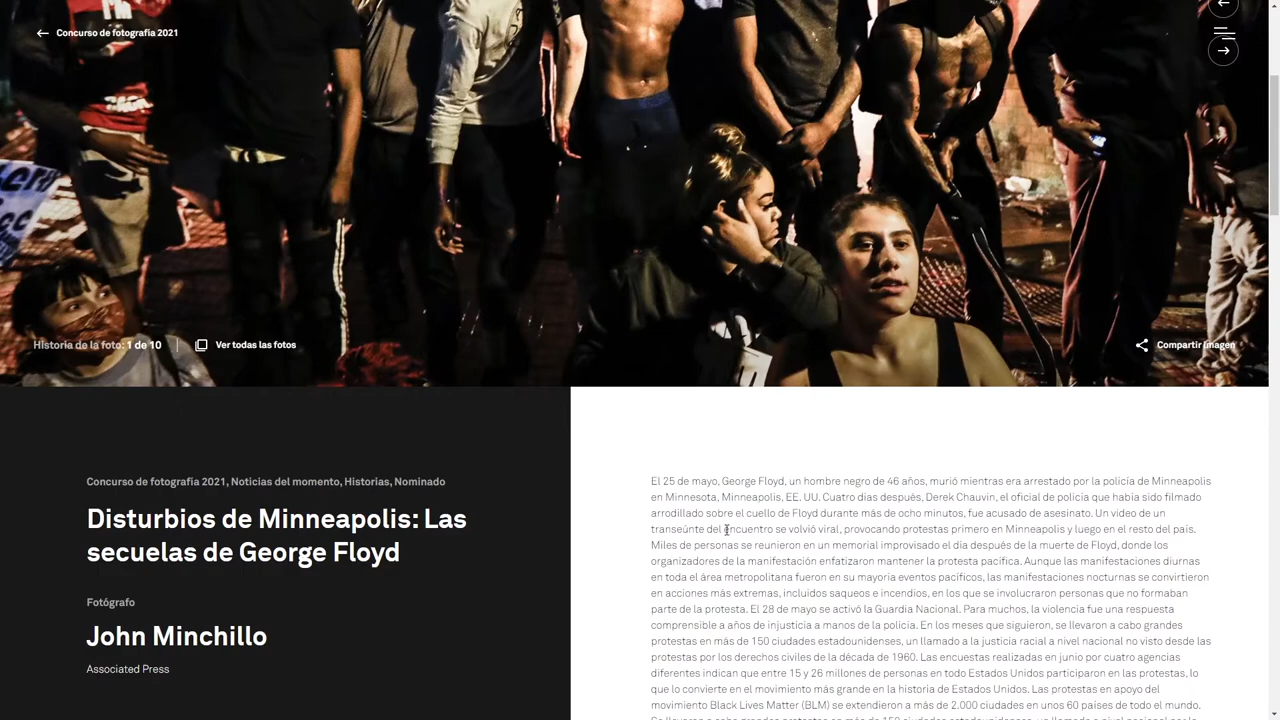 Concurso de fotografía 2021
Historia de la foto: 1 de 10
Ver todas las fotos
Compartir imagen
Concurso de fotografía 2021, Noticias del momento, Historias, Nominado
Disturbios de Minneapolis: Las
secuelas de George Floyd
Fotógrafo
John Minchillo
Associated Press
El 25 de mayo, George Floyd, un hombre negro de 46 años, murió mientras era arrestado por la policía de Minneapolis
en Minnesota, Minneapolis, EE. UU. Cuatro días después, Derek Chauvin, el oficial de policía que había sido filmado
arrodillado sobre el cuello de Floyd durante más de ocho minutos, fue acusado de asesinato. Un video de un
transeúnte del encuentro se volvió viral, provocando protestas primero en Minneapolis y luego en el resto del país.
Miles de personas se reunieron en un memorial improvisado el día después de la muerte de Floyd, donde los
organizadores de la manifestación enfatizaron mantener la protesta pacífica. Aunque las manifestaciones diurnas
en toda el área metropolitana fueron en su mayoría eventos pacíficos, las manifestaciones nocturnas se convirtieron
en acciones más extremas, incluidos saqueos e incendios, en los que se involucraron personas que no formaban
parte de la protesta. El 28 de mayo se activó la Guardia Nacional. Para muchos, la violencia fue una respuesta
comprensible a años de injusticia a manos de la policía. En los meses que siguieron, se llevaron a cabo grandes
protestas en más de 150 ciudades estadounidenses, un llamado a la justicia racial a nivel nacional no visto desde las
protestas por los derechos civiles de la década de 1960. Las encuestas realizadas en junio por cuatro agencias
diferentes indican que entre 15 y 26 millones de personas en todo Estados Unidos participaron en las protestas, lo
que lo convierte en el movimiento más grande en la historia de Estados Unidos. Las protestas en apoyo del
movimiento Black Lives Matter (BLM) se extendieron a más de 2.000 ciudades en unos 60 países de todo el mundo.